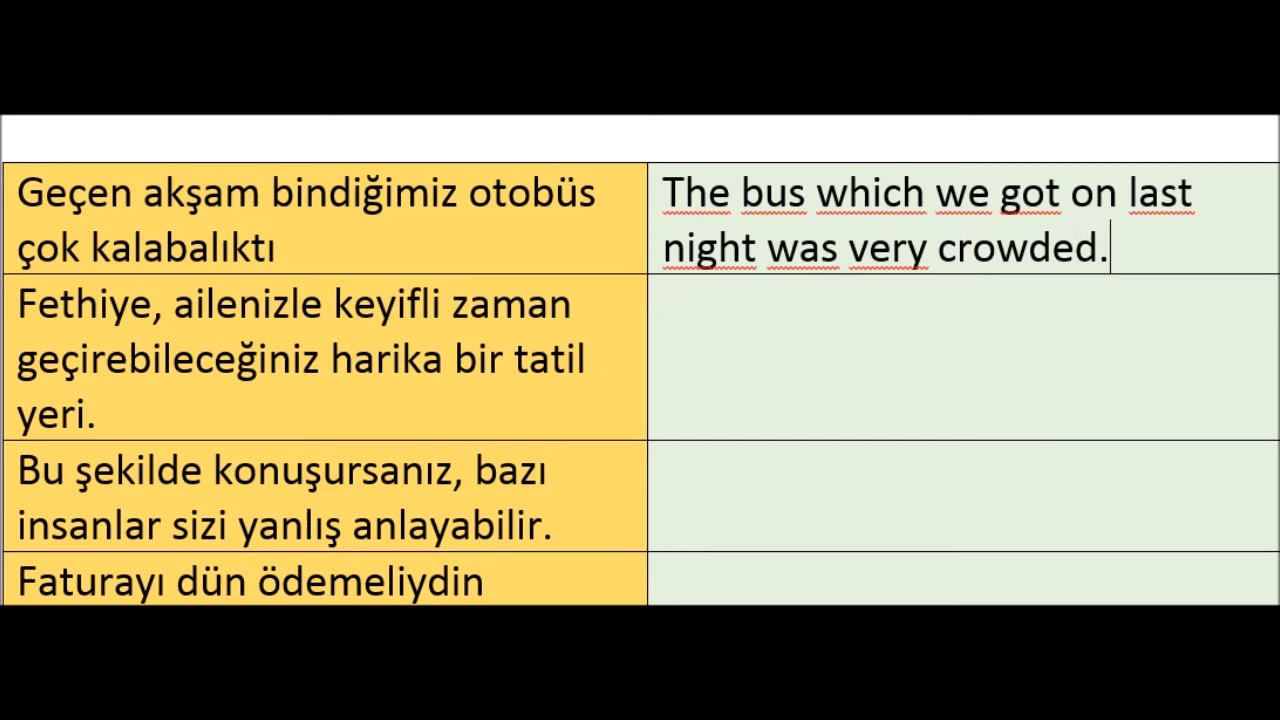 Geçen akşam bindiğimiz otobüs
çok kalabalıktı
The bus which we got on last
night was very crowded.
Fethiye, ailenizle keyifli zaman
geçirebileceğiniz harika bir tatil
yeri.
Bu şekilde konuşursanız, bazı
insanlar sizi yanlış anlayabilir.
Faturayı dün ödemeliydin